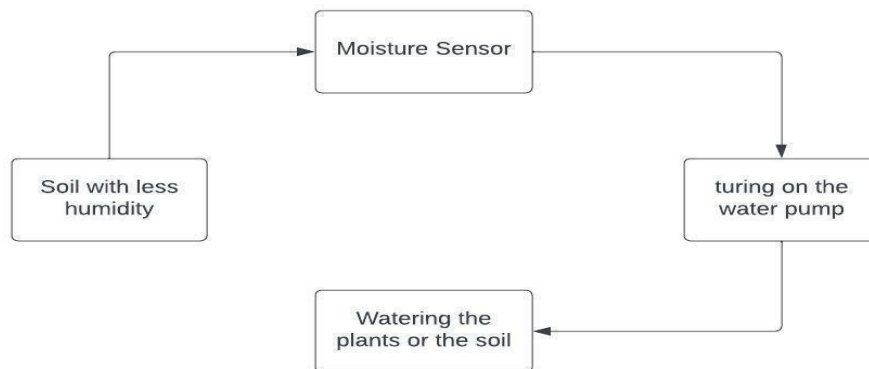 Moisture Sensor
Soil with less
humidity
turing on the
water pump
Watering the
plants or the soil